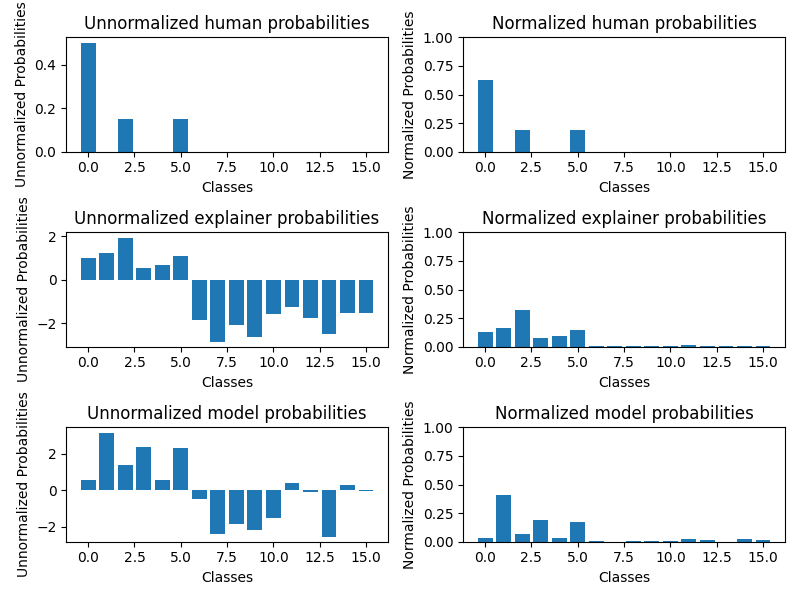 Unnormalized human probabilities
Unnormalized Probabilities
0.4
0.2
0.0
0.0 2.5 5.0 7.5 10.0 12.5 15.0
Classes
Normalized human probabilities
Normalized Probabilities
1.00
0.75
0.50
0.25
0.00
0.0 2.5 5.0 7.5 10.0 12.5 15.0
Classes
Unnormalized explainer probabilities
Unnormalized Probabilities
2
0
−2
0.0 2.5 5.0 7.5 10.0 12.5 15.0
Classes
Normalized explainer probabilities
Normalized Probabilities
1.00
0.75
0.50
0.25
0.00
0.0 2.5 5.0 7.5 10.0 12.5 15.0
Classes
Unnormalized model probabilities
Unnormalized Probabilities
2
0
−2
0.0 2.5 5.0 7.5 10.0 12.5 15.0
Classes
Normalized model probabilities
Normalized Probabilities
1.00
0.75
0.50
0.25
0.00
0.0 2.5 5.0 7.5 10.0 12.5 15.0
Classes